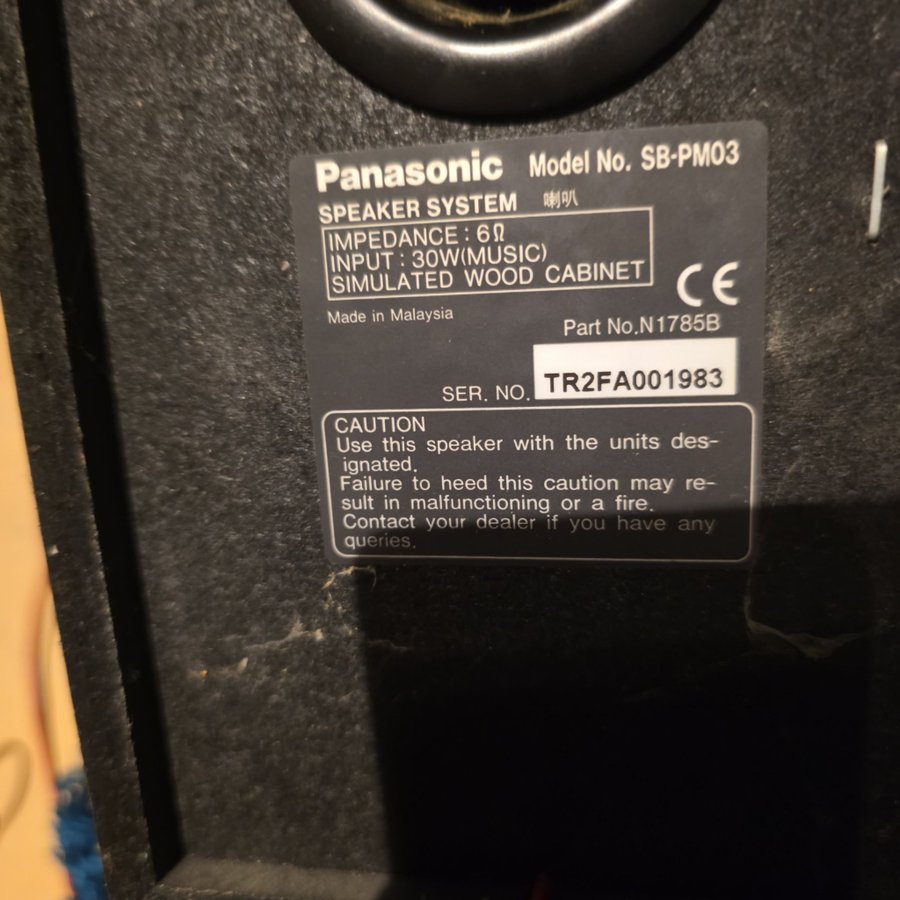 Panasonic Model No. SB-PM03
SPEAKER SYSTEM 喇叭
IMPEDANCE : 6Ω
INPUT : 30W(MUSIC)
SIMULATED WOOD CABINET
CE
Made in Malaysia
Part No.N1785B
SER. NO. TR2FA001983
CAUTION
Use this speaker with the units des-
ignated.
Failure to heed this caution may re-
sult in malfunctioning or a fire.
Contact your dealer if you have any
queries.